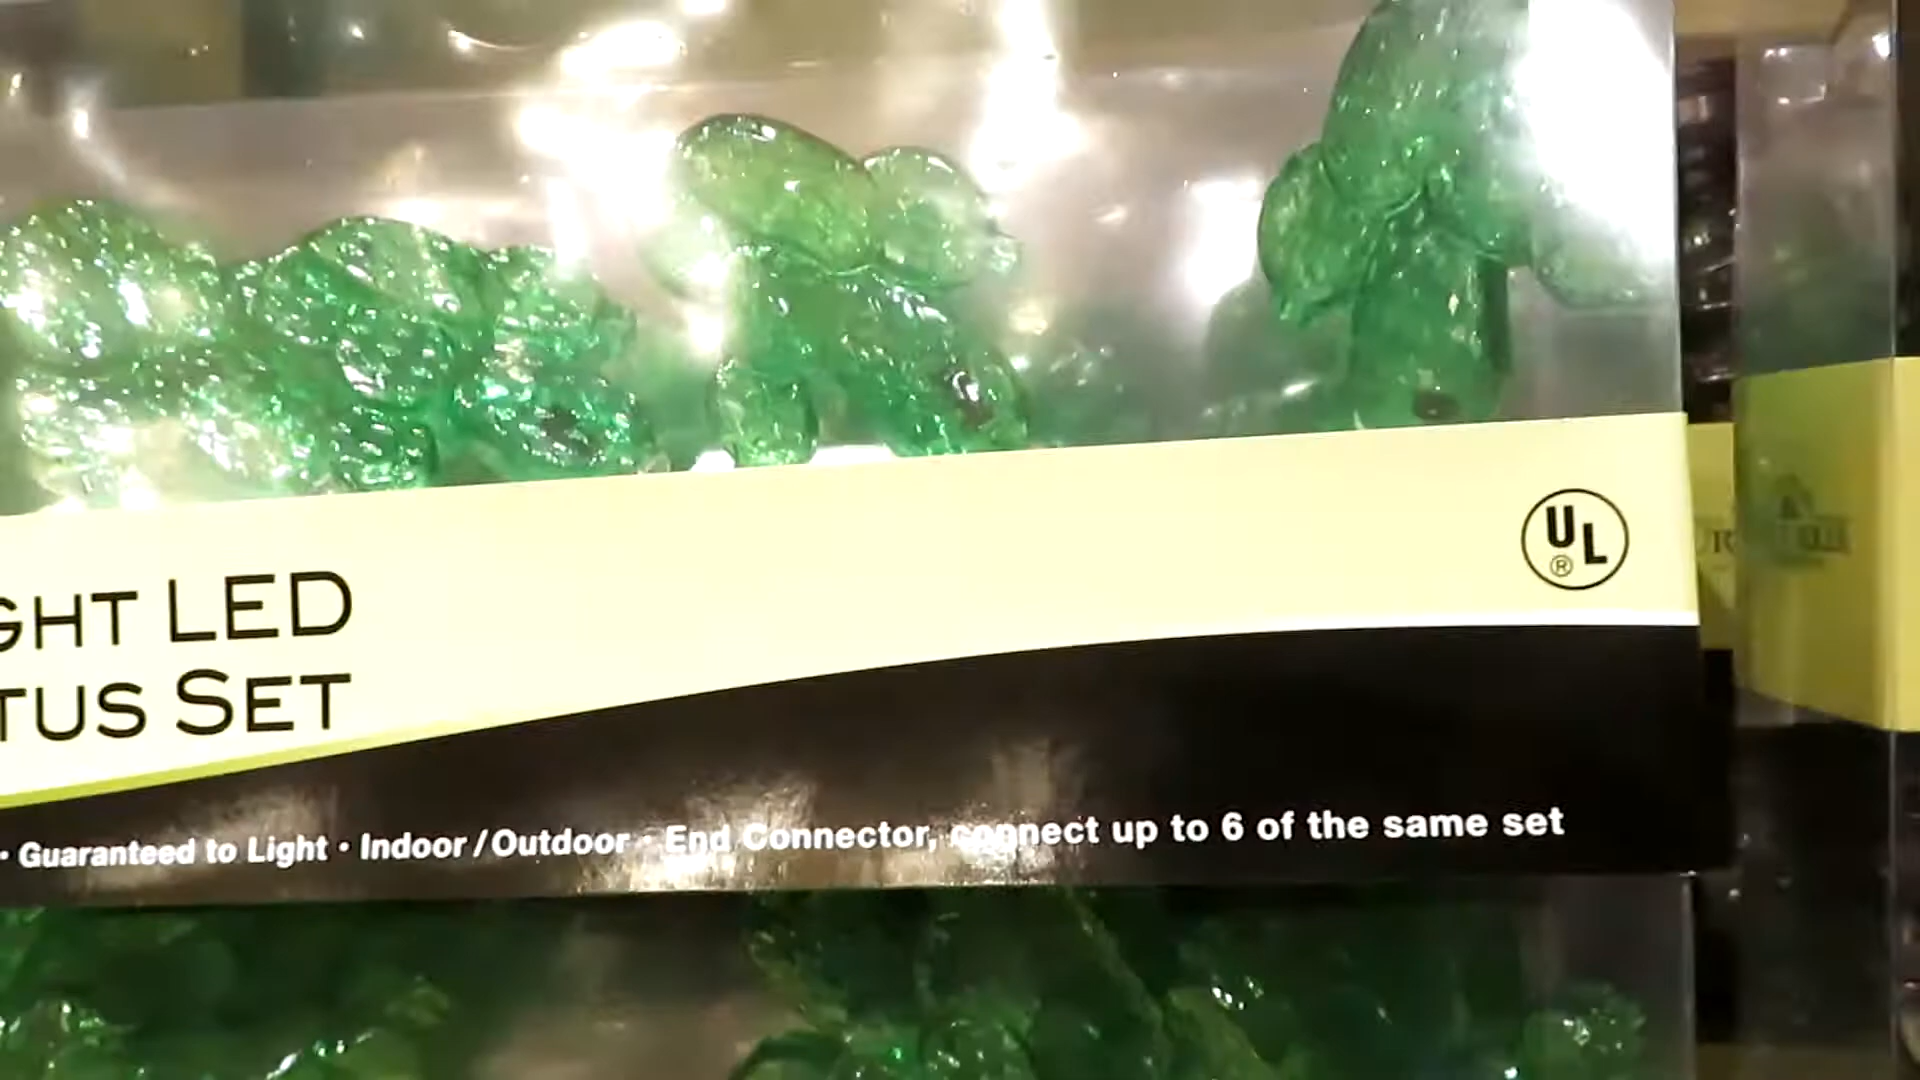 GHT LED
TUS SET
UL
®
• Guaranteed to Light • Indoor/Outdoor • End Connector, connect up to 6 of the same set